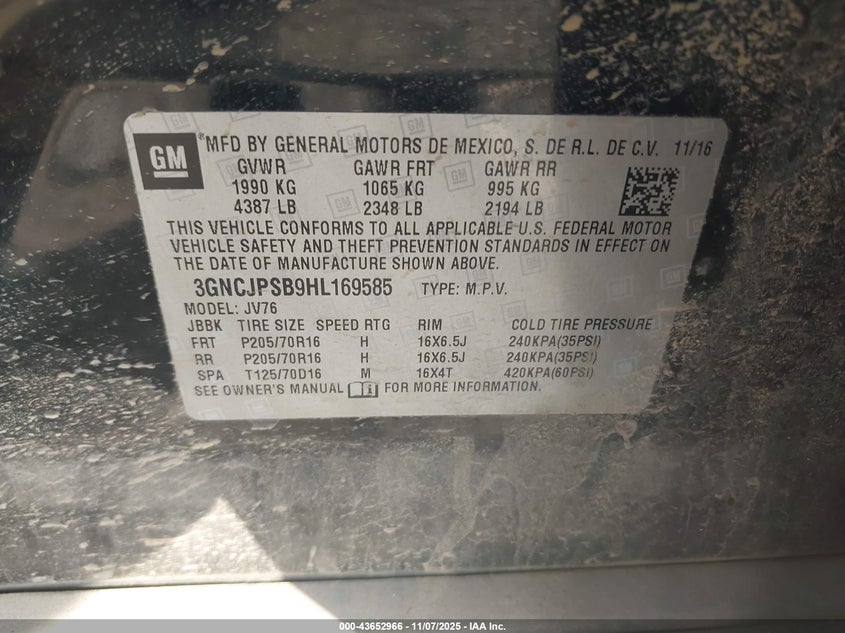 GM ® MFD BY GENERAL MOTORS DE MEXICO, S. DE R.L. DE C.V. 11/16
GVWR GAWR FRT GAWR RR
1990 KG 1065 KG 995 KG
4387 LB 2348 LB 2194 LB
THIS VEHICLE CONFORMS TO ALL APPLICABLE U.S. FEDERAL MOTOR
VEHICLE SAFETY AND THEFT PREVENTION STANDARDS IN EFFECT ON
THE DATE OF MANUFACTURE SHOWN ABOVE.
3GNCJPSB9HL169585 TYPE: M.P.V.
MODEL: JV76
JBBK TIRE SIZE SPEED RTG RIM COLD TIRE PRESSURE
FRT P205/70R16 H 16X6.5J 240KPA(35PSI)
RR P205/70R16 H 16X6.5J 240KPA(35PSI)
SPA T125/70D16 M 16X4T 420KPA(60PSI)
SEE OWNER'S MANUAL FOR MORE INFORMATION.
000-43652966 - 11/07/2025 - IAA Inc.